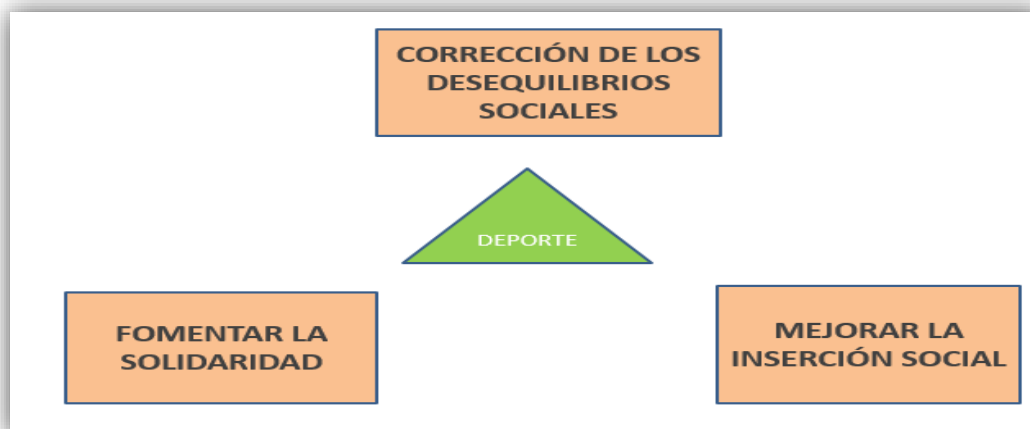 CORRECCIÓN DE LOS
DESEQUILIBRIOS
SOCIALES
DEPORTE
FOMENTAR LA
SOLIDARIDAD
MEJORAR LA
INSERCIÓN SOCIAL